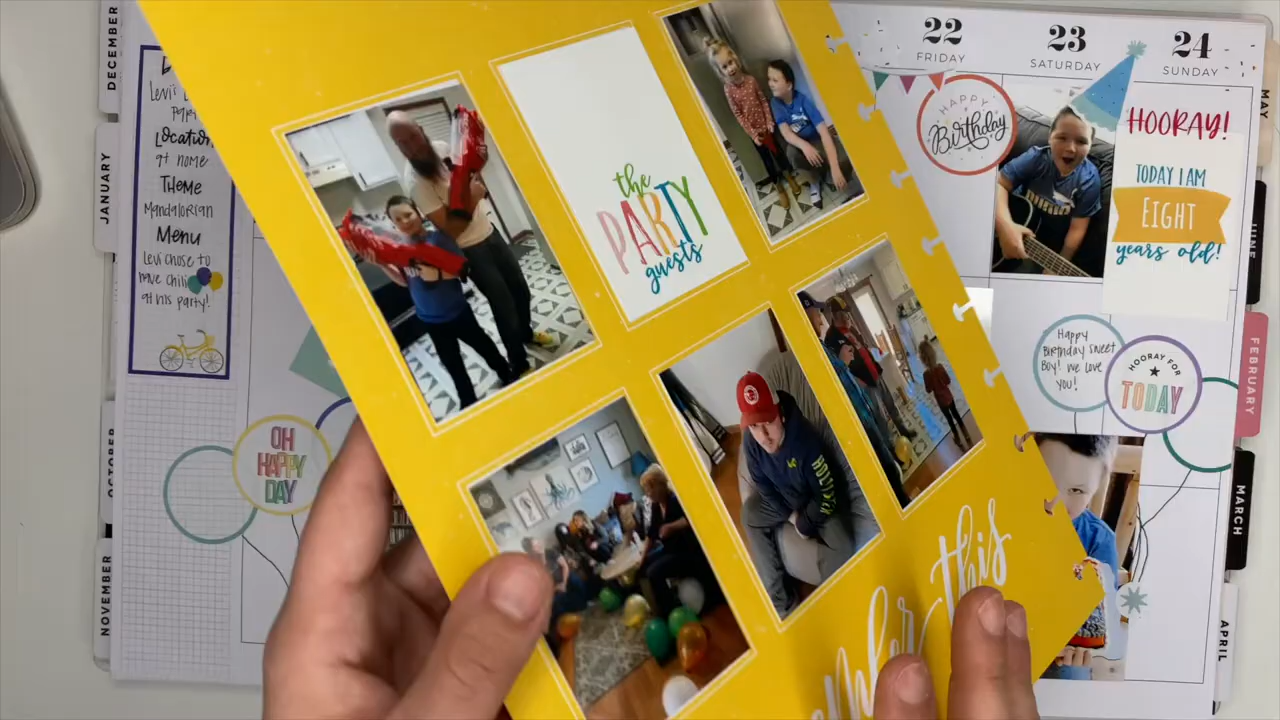 DECEMBER
JANUARY
OCTOBER
NOVEMBER
Levi's
Location
at home
THEME
Mandalorian
Menu
Levi chose to
have chili
at his party!
OH
HAPPY
DAY
the
PARTY
guests
this
22
FRIDAY
23
SATURDAY
24
SUNDAY
HAPPY
Birthday
HOORAY!
TODAY I AM
EIGHT
years old!
Happy
Birthday sweet
Boy! we love
you!
HOORAY FOR
TODAY
MAY
JUNE
FEBRUARY
MARCH
APRIL